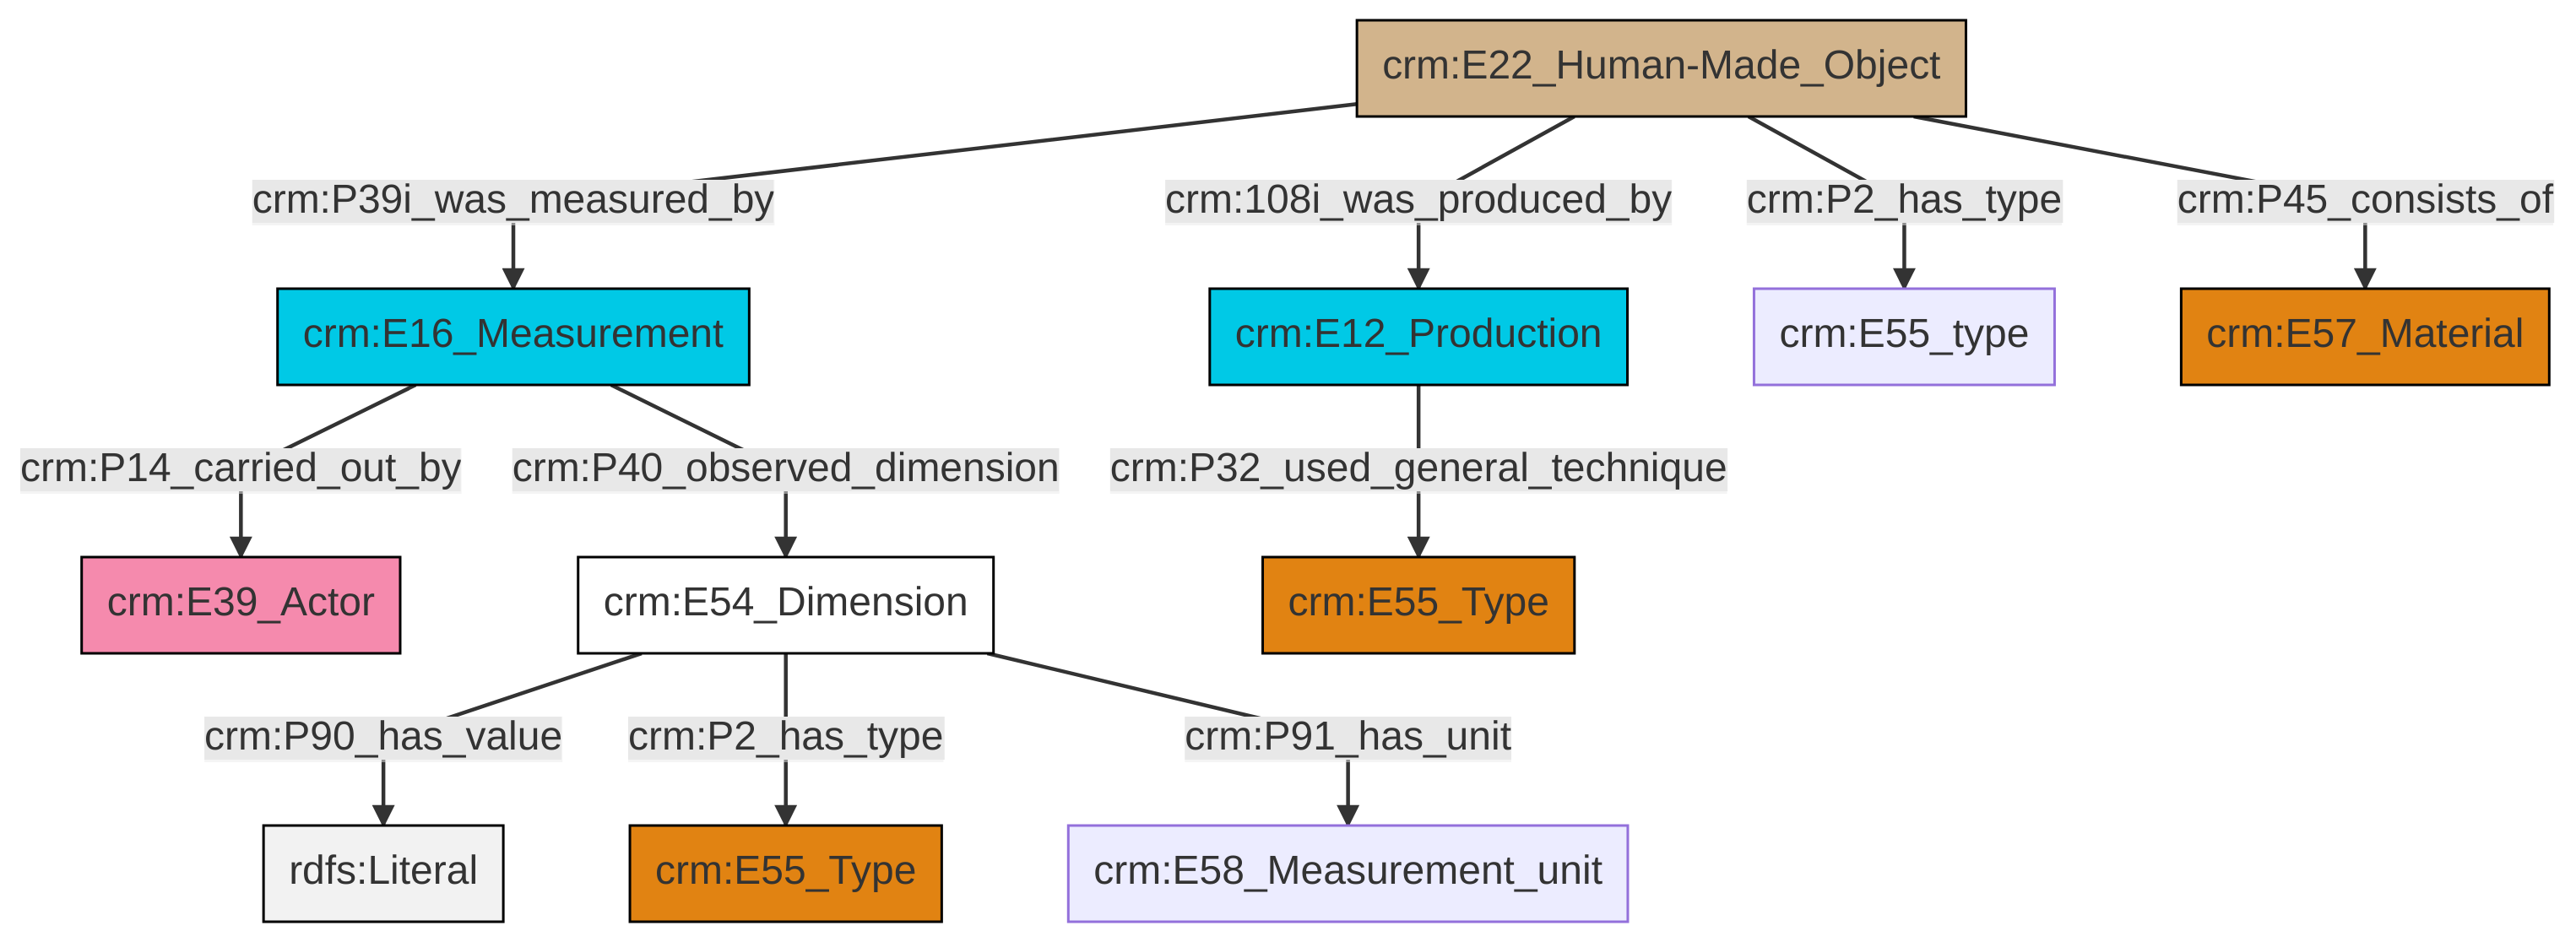 crm:E22_Human-Made_Object
crm:P39i_was_measured_by
crm:108i_was_produced_by
crm:P2_has_type
crm:P45_consists_of
crm:E16_Measurement
crm:E12_Production
crm:E55_type
crm:E57_Material
crm:P14_carried_out_by
crm:P40_observed_dimension
crm:P32_used_general_technique
crm:E39_Actor
crm:E54_Dimension
crm:E55_Type
crm:P90_has_value
crm:P2_has_type
crm:P91_has_unit
rdfs:Literal
crm:E55_Type
crm:E58_Measurement_unit